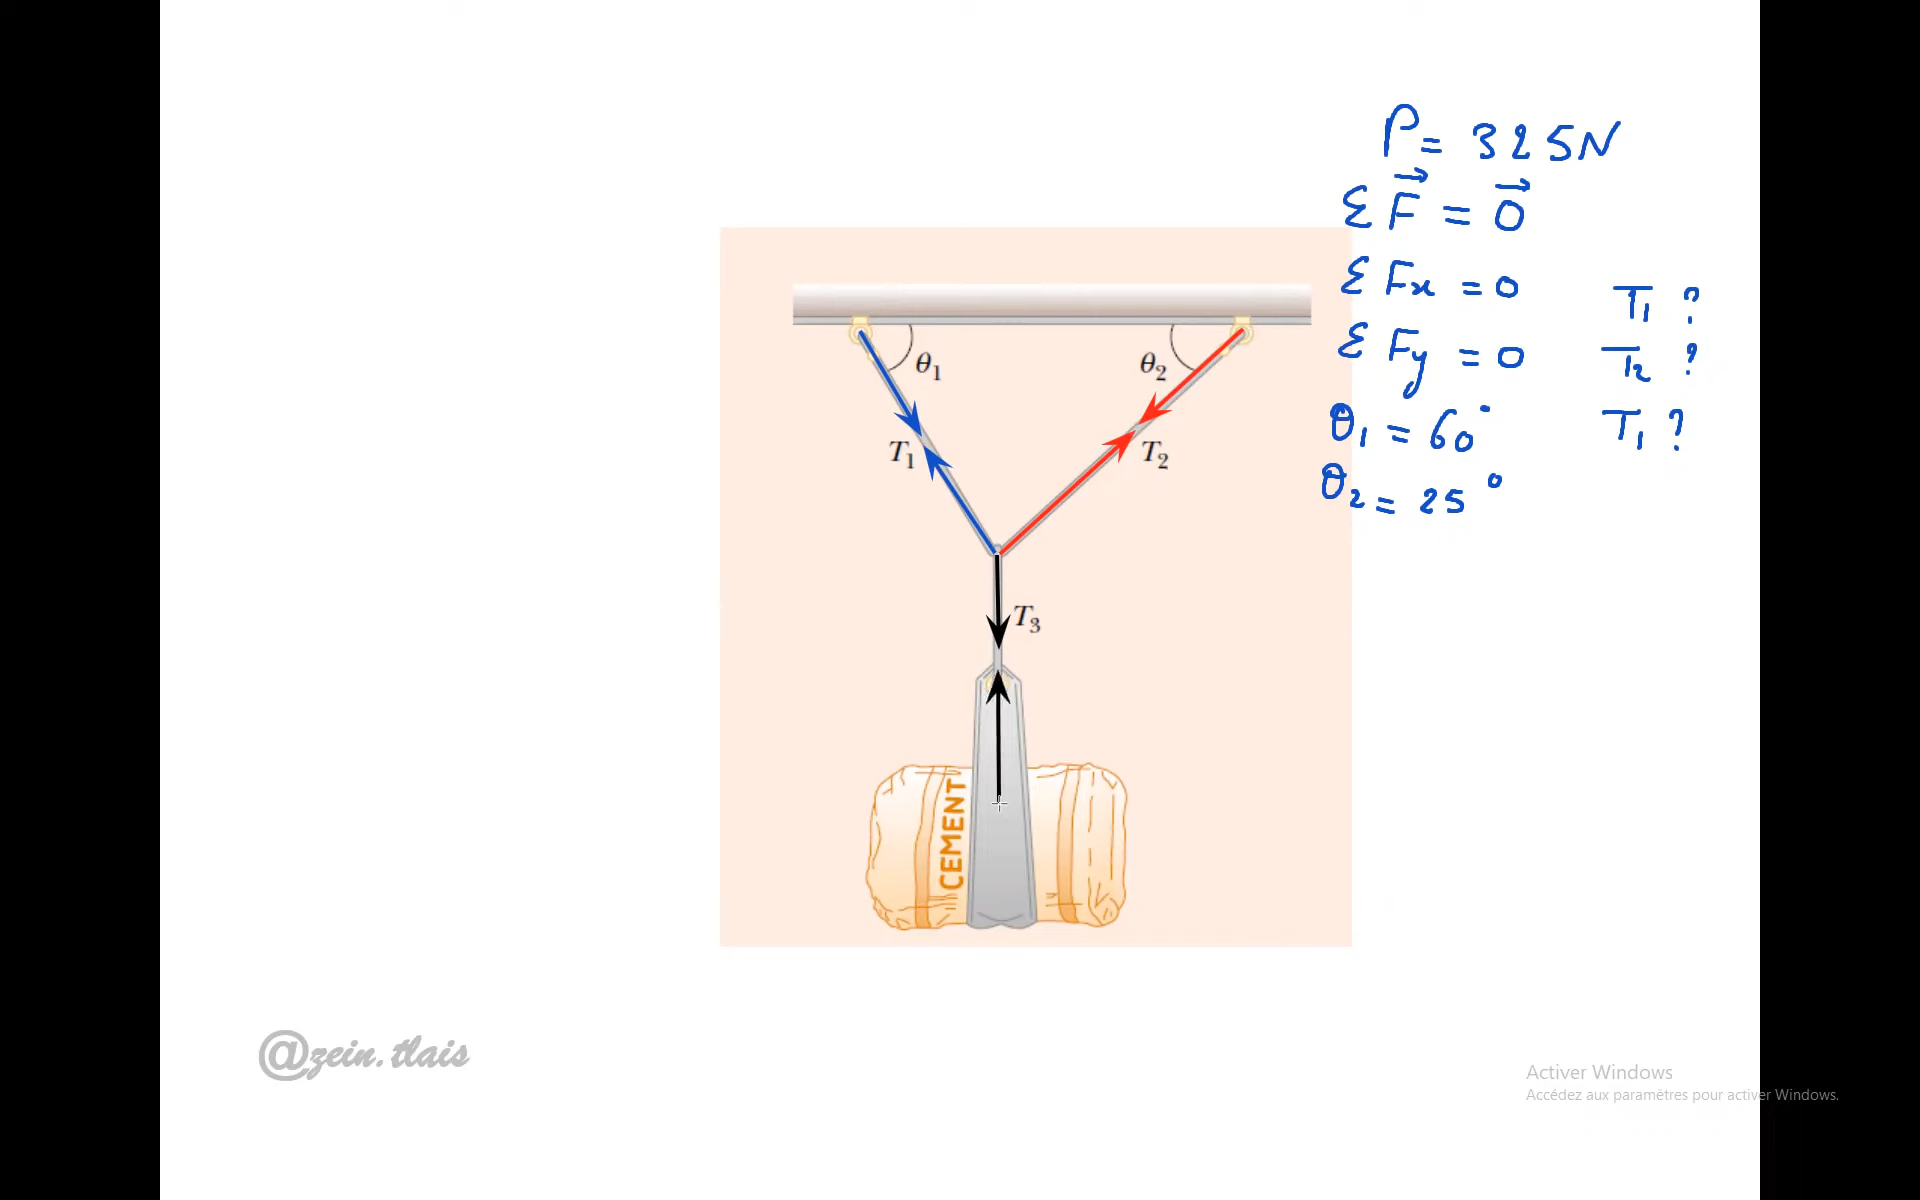 P = 325N
ΣF⃗ = 0⃗
ΣFx = 0
T1 ?
ΣFy = 0
T2 ?
θ1 = 60°
T1 ?
θ2 = 25°
θ1
θ2
T1
T2
T3
CEMENT
@zein.tlais
Activer Windows
Accédez aux paramètres pour activer Windows.